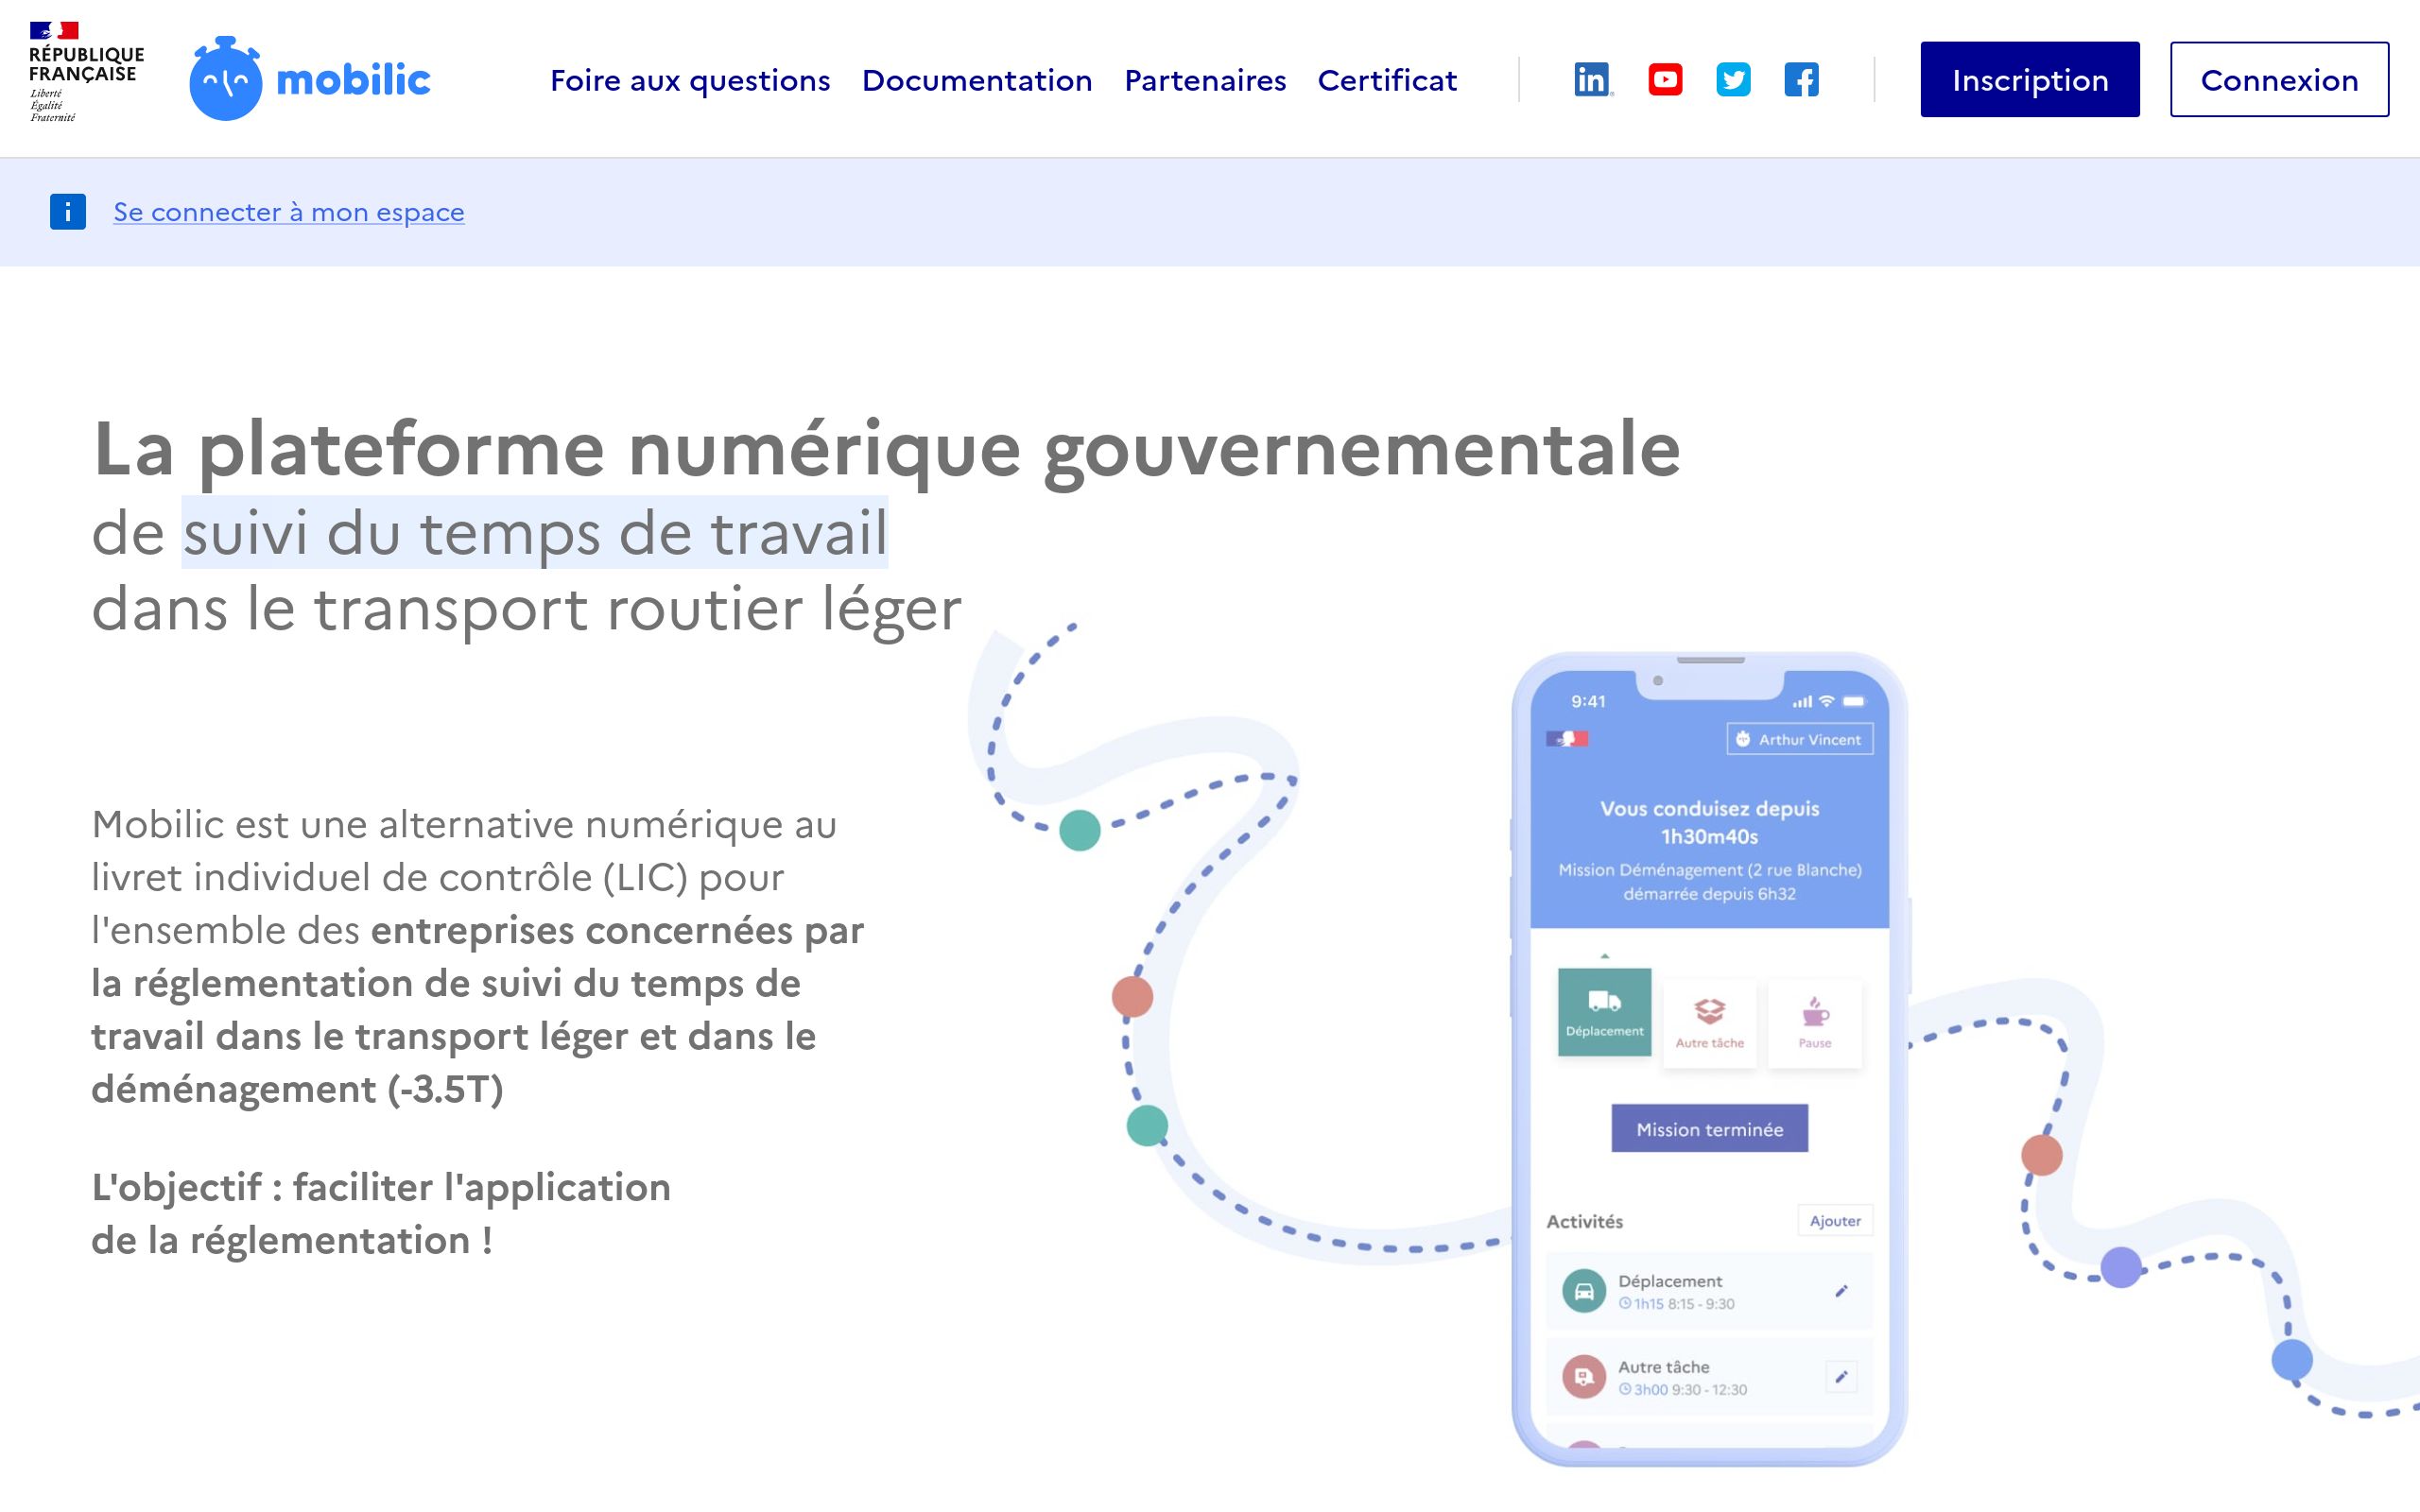 RÉPUBLIQUE
FRANÇAISE
Liberté
Égalité
Fraternité
mobilic
Foire aux questions Documentation Partenaires Certificat
in
Inscription Connexion
Se connecter à mon espace
La plateforme numérique gouvernementale
de suivi du temps de travail
dans le transport routier léger
Mobilic est une alternative numérique au
livret individuel de contrôle (LIC) pour
l'ensemble des entreprises concernées par
la réglementation de suivi du temps de
travail dans le transport léger et dans le
déménagement (-3.5T)
L'objectif : faciliter l'application
de la réglementation !
9:41
Arthur Vincent
Vous conduisez depuis
1h30m40s
Mission Déménagement (2 rue Blanche)
démarrée depuis 6h32
Déplacement
Autre tâche
Pause
Mission terminée
Activités
Ajouter
Déplacement
1h15 8:15 - 9:30
Autre tâche
3h00 9:30 - 12:30